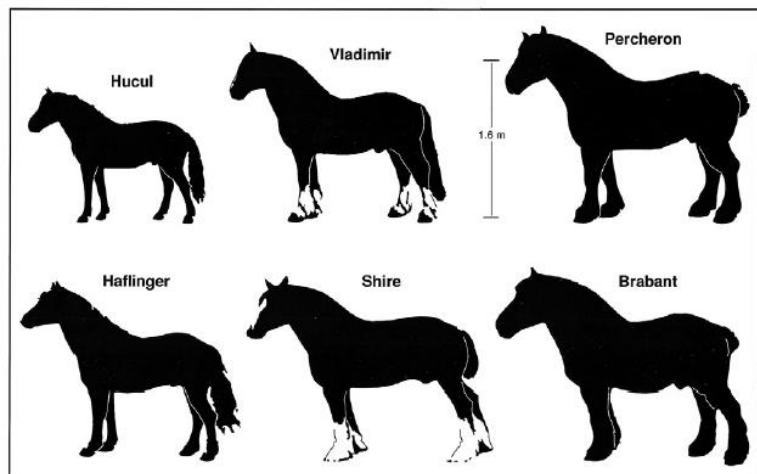 Hucul
Vladimir
Percheron
1.6 m
Haflinger
Shire
Brabant